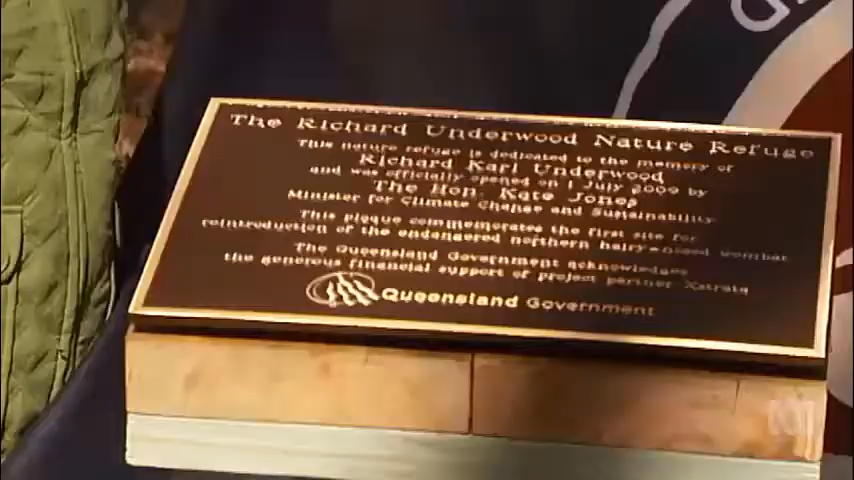 The Richard Underwood Nature Refuge
This nature refuge is dedicated to the memory of
Richard Karl Underwood
and was officially opened on 1 July 2009 by
The Hon. Kate Jones
Minister for Climate Change and Sustainability
This plaque commemorates the first site for
reintroduction of the endangered northern hairy-nosed wombat
The Queensland Government acknowledges
the generous financial support of project partner Xstrata
Queensland Government